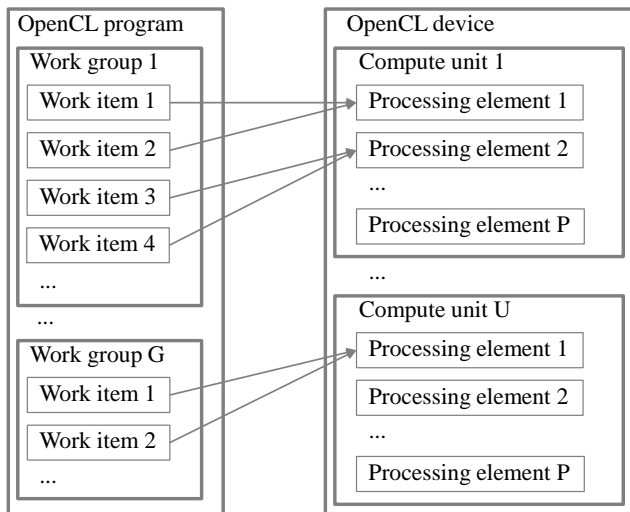 OpenCL program
Work group 1
Work item 1
Work item 2
Work item 3
Work item 4
...
...
Work group G
Work item 1
Work item 2
...
OpenCL device
Compute unit 1
Processing element 1
Processing element 2
...
Processing element P
...
Compute unit U
Processing element 1
Processing element 2
...
Processing element P